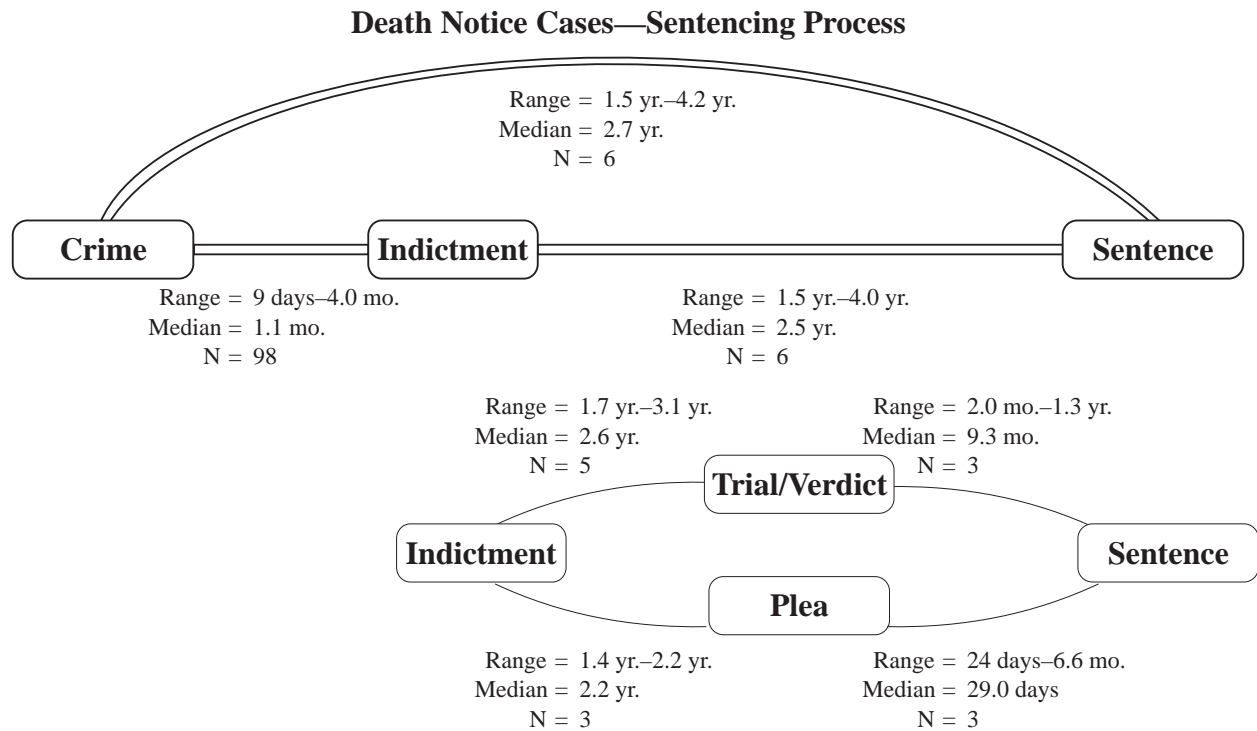 Death Notice Cases—Sentencing Process
Range = 1.5 yr.–4.2 yr.
Median = 2.7 yr.
N = 6
Crime
Indictment
Sentence
Range = 9 days–4.0 mo.
Median = 1.1 mo.
N = 98
Range = 1.5 yr.–4.0 yr.
Median = 2.5 yr.
N = 6
Range = 1.7 yr.–3.1 yr.
Median = 2.6 yr.
N = 5
Range = 2.0 mo.–1.3 yr.
Median = 9.3 mo.
N = 3
Trial/Verdict
Indictment
Sentence
Plea
Range = 1.4 yr.–2.2 yr.
Median = 2.2 yr.
N = 3
Range = 24 days–6.6 mo.
Median = 29.0 days
N = 3